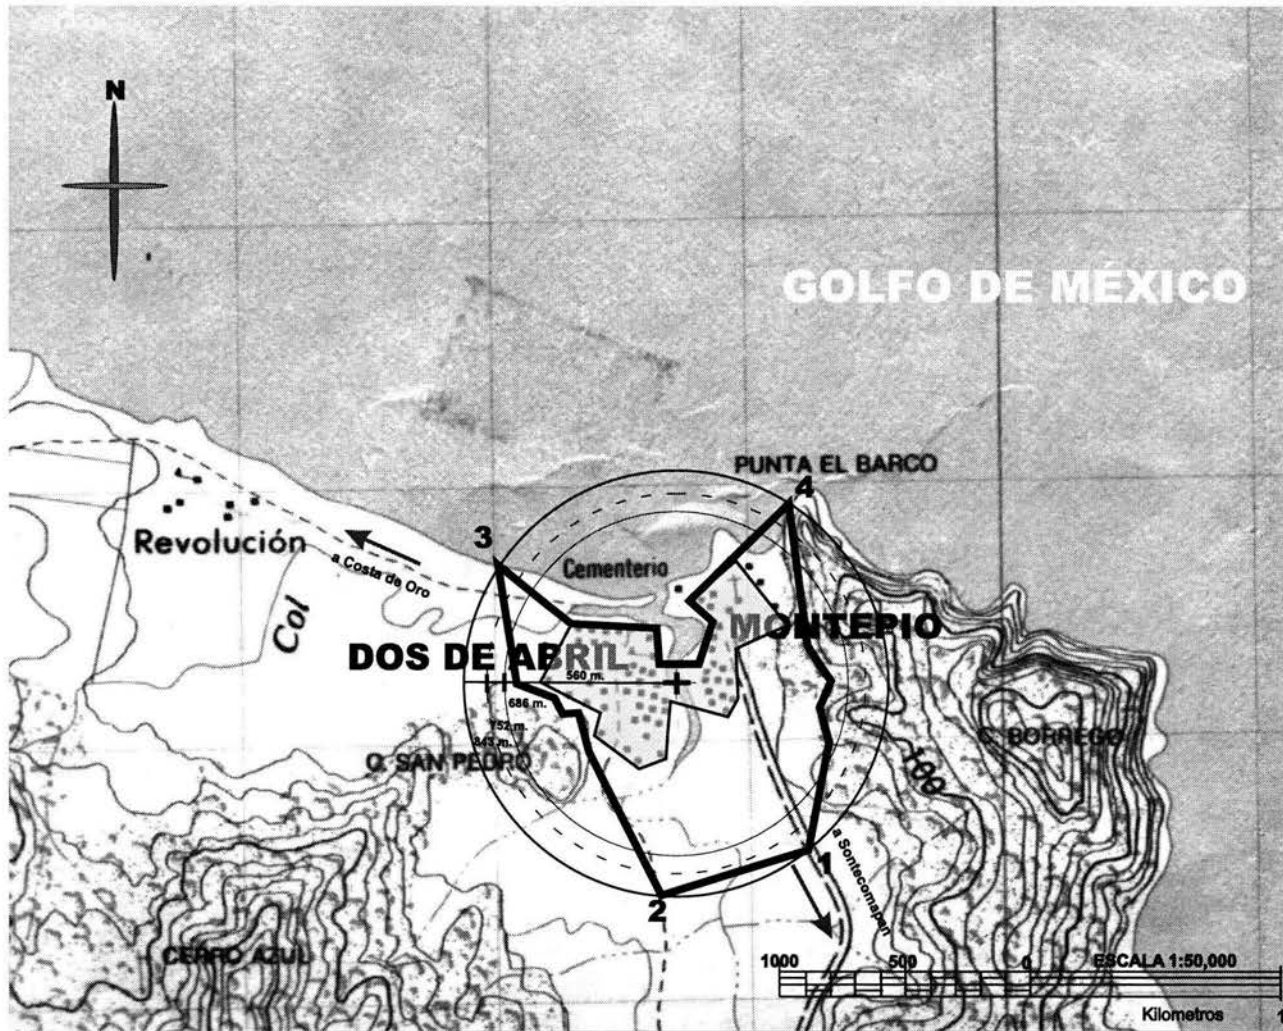 N
GOLFO DE MÉXICO
PUNTA EL BARCO
4
3
Revolución
a Costa de Oro
Cementerio
Col
MONTEPIO
DOS DE ABRIL
560 m.
686 m.
752 m.
843 m.
C. SAN PEDRO
C. BORREGO
100
1
2
a Sontecomapan
CERRO AZUL
1000 500 0 ESCALA 1:50,000
Kilometros 1